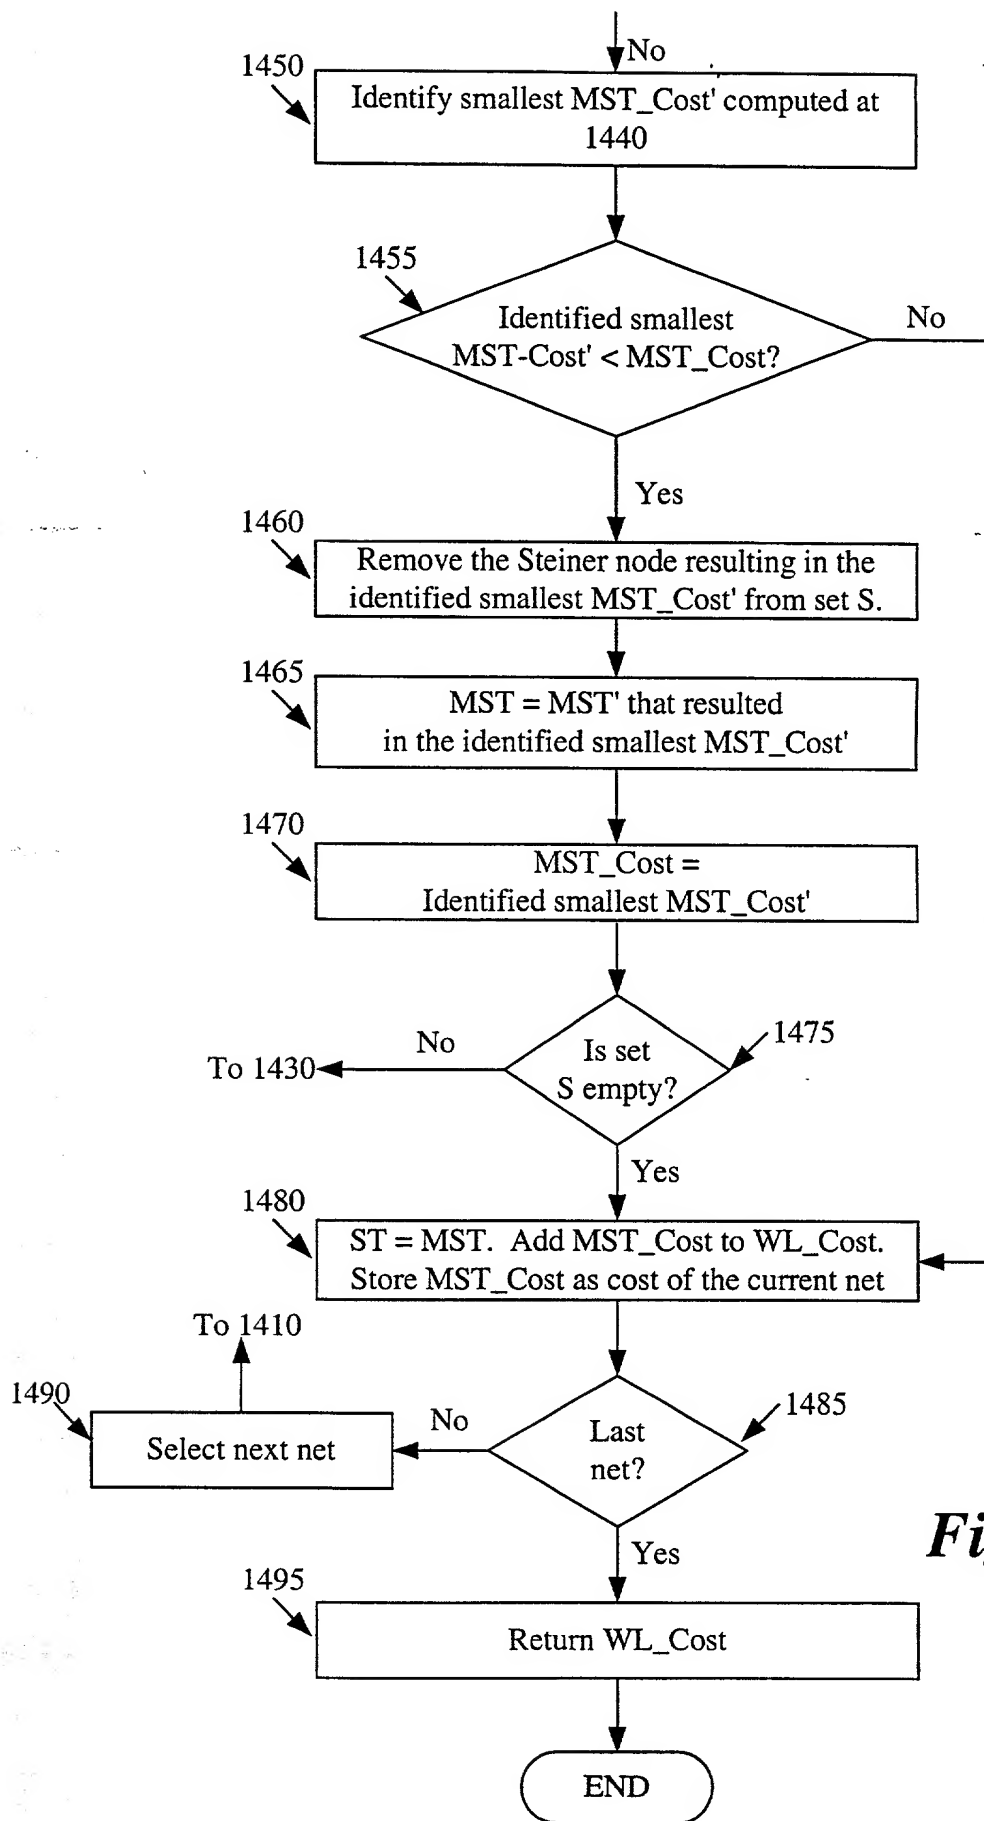 No
1450
Identify smallest MST_Cost' computed at
1440
1455
Identified smallest
MST-Cost' < MST_Cost?
No
Yes
1460
Remove the Steiner node resulting in the
identified smallest MST_Cost' from set S.
1465
MST = MST' that resulted
in the identified smallest MST_Cost'
1470
MST_Cost =
Identified smallest MST_Cost'
1475
Is set
S empty?
No
To 1430
Yes
1480
ST = MST.  Add MST_Cost to WL_Cost.
Store MST_Cost as cost of the current net
To 1410
1490
Select next net
No
1485
Last
net?
Yes
1495
Return WL_Cost
END